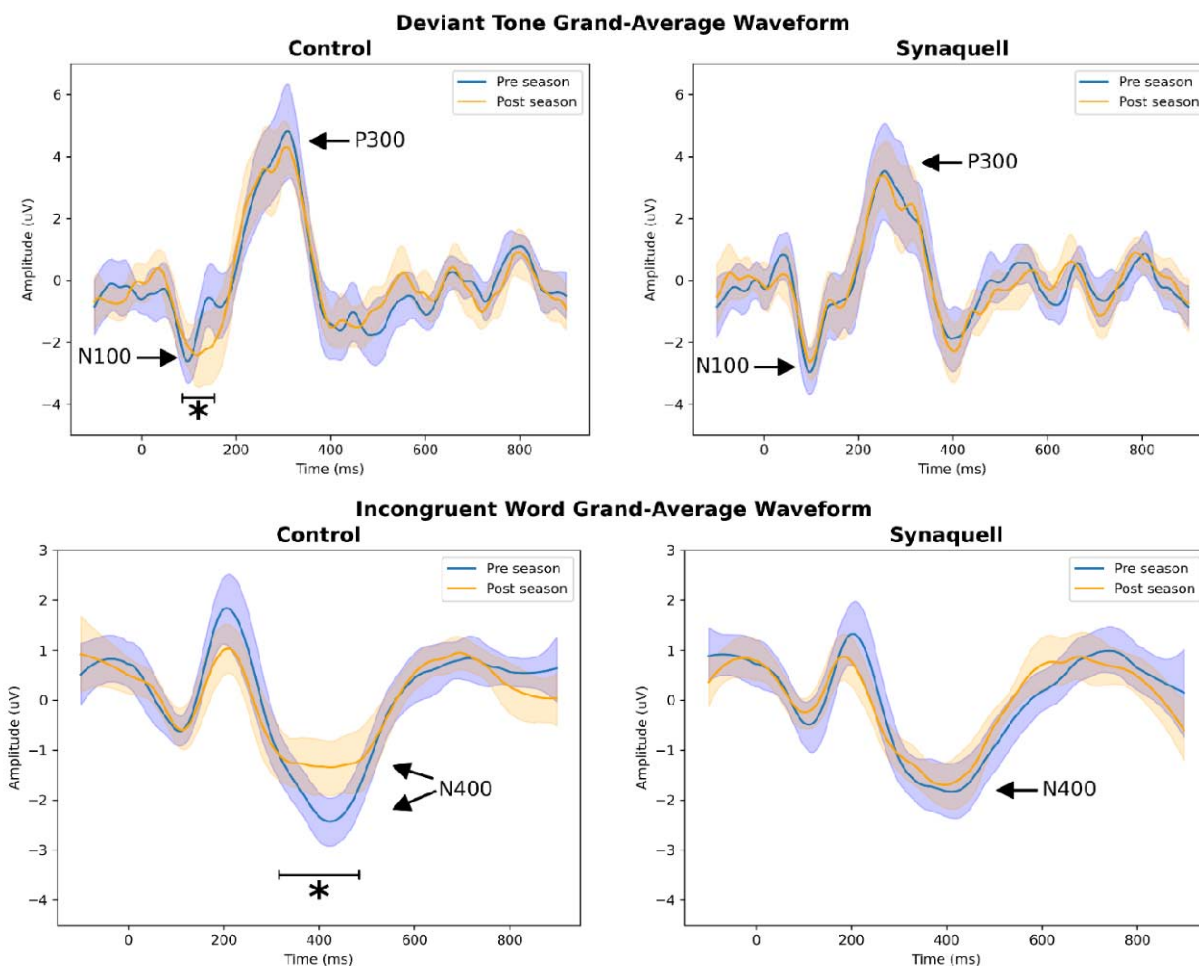 Deviant Tone Grand-Average Waveform
Control
Synaquell
Pre season
Post season
P300
N100
*
Amplitude (uV)
6
4
2
0
−2
−4
0
200
400
600
800
Time (ms)
Pre season
Post season
P300
N100
Amplitude (uV)
6
4
2
0
−2
−4
0
200
400
600
800
Time (ms)
Incongruent Word Grand-Average Waveform
Control
Synaquell
Pre season
Post season
N400
*
Amplitude (uV)
3
2
1
0
−1
−2
−3
−4
0
200
400
600
800
Time (ms)
Pre season
Post season
N400
Amplitude (uV)
3
2
1
0
−1
−2
−3
−4
0
200
400
600
800
Time (ms)